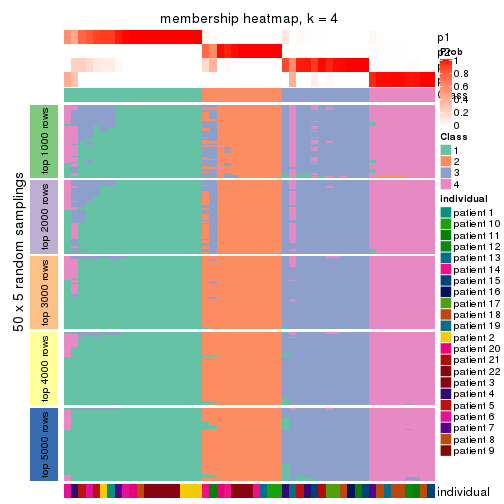 membership heatmap, k = 4
p1
p2
Prob
1
0.8
0.6
0.4
0.2
0
Class
1
2
3
4
individual
patient 1
patient 10
patient 11
patient 12
patient 13
patient 14
patient 15
patient 16
patient 17
patient 18
patient 19
patient 2
patient 20
patient 21
patient 22
patient 3
patient 4
patient 5
patient 6
patient 7
patient 8
patient 9
50 x 5 random samplings
top 1000 rows
top 2000 rows
top 3000 rows
top 4000 rows
top 5000 rows
individual